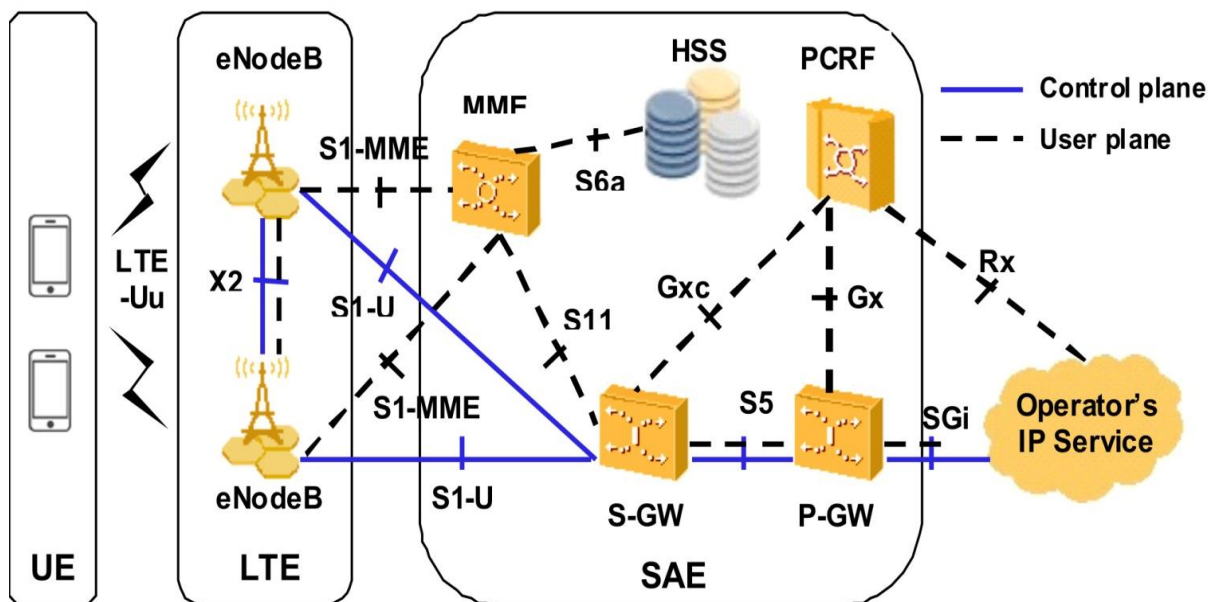 eNodeB
HSS
PCRF
MMF
Control plane
User plane
S1-MME
S6a
LTE
-Uu
X2
S1-U
Gxc
Gx
Rx
S11
S1-MME
S5
SGi
Operator's
IP Service
eNodeB
S1-U
S-GW
P-GW
UE
LTE
SAE